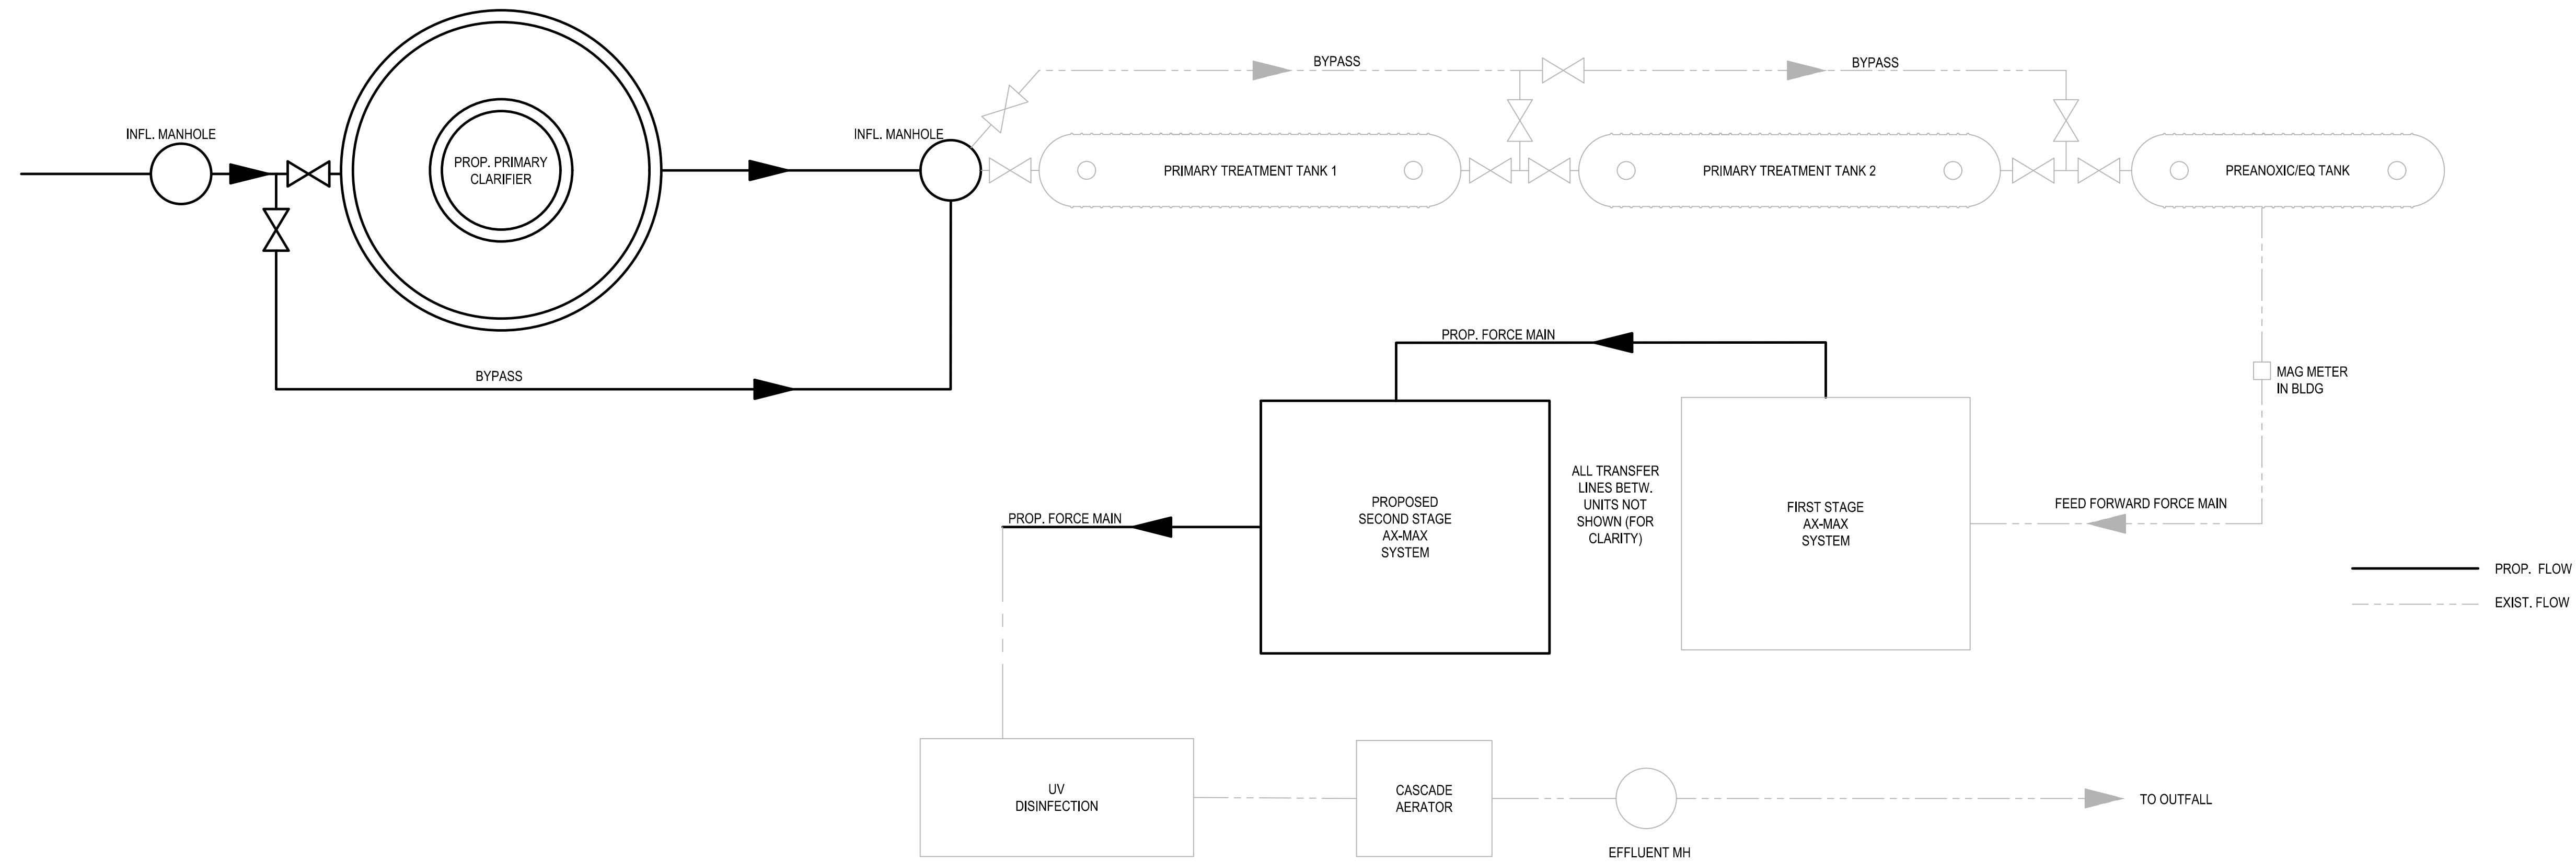 BYPASS
BYPASS
INFL. MANHOLE
INFL. MANHOLE
PROP. PRIMARY
CLARIFIER
PRIMARY TREATMENT TANK 1
PRIMARY TREATMENT TANK 2
PREANOXIC/EQ TANK
BYPASS
PROP. FORCE MAIN
MAG METER
IN BLDG
PROP. FORCE MAIN
PROPOSED
SECOND STAGE
AX-MAX
SYSTEM
ALL TRANSFER
LINES BETW.
UNITS NOT
SHOWN (FOR
CLARITY)
FIRST STAGE
AX-MAX
SYSTEM
FEED FORWARD FORCE MAIN
PROP. FLOW
EXIST. FLOW
UV
DISINFECTION
CASCADE
AERATOR
EFFLUENT MH
TO OUTFALL